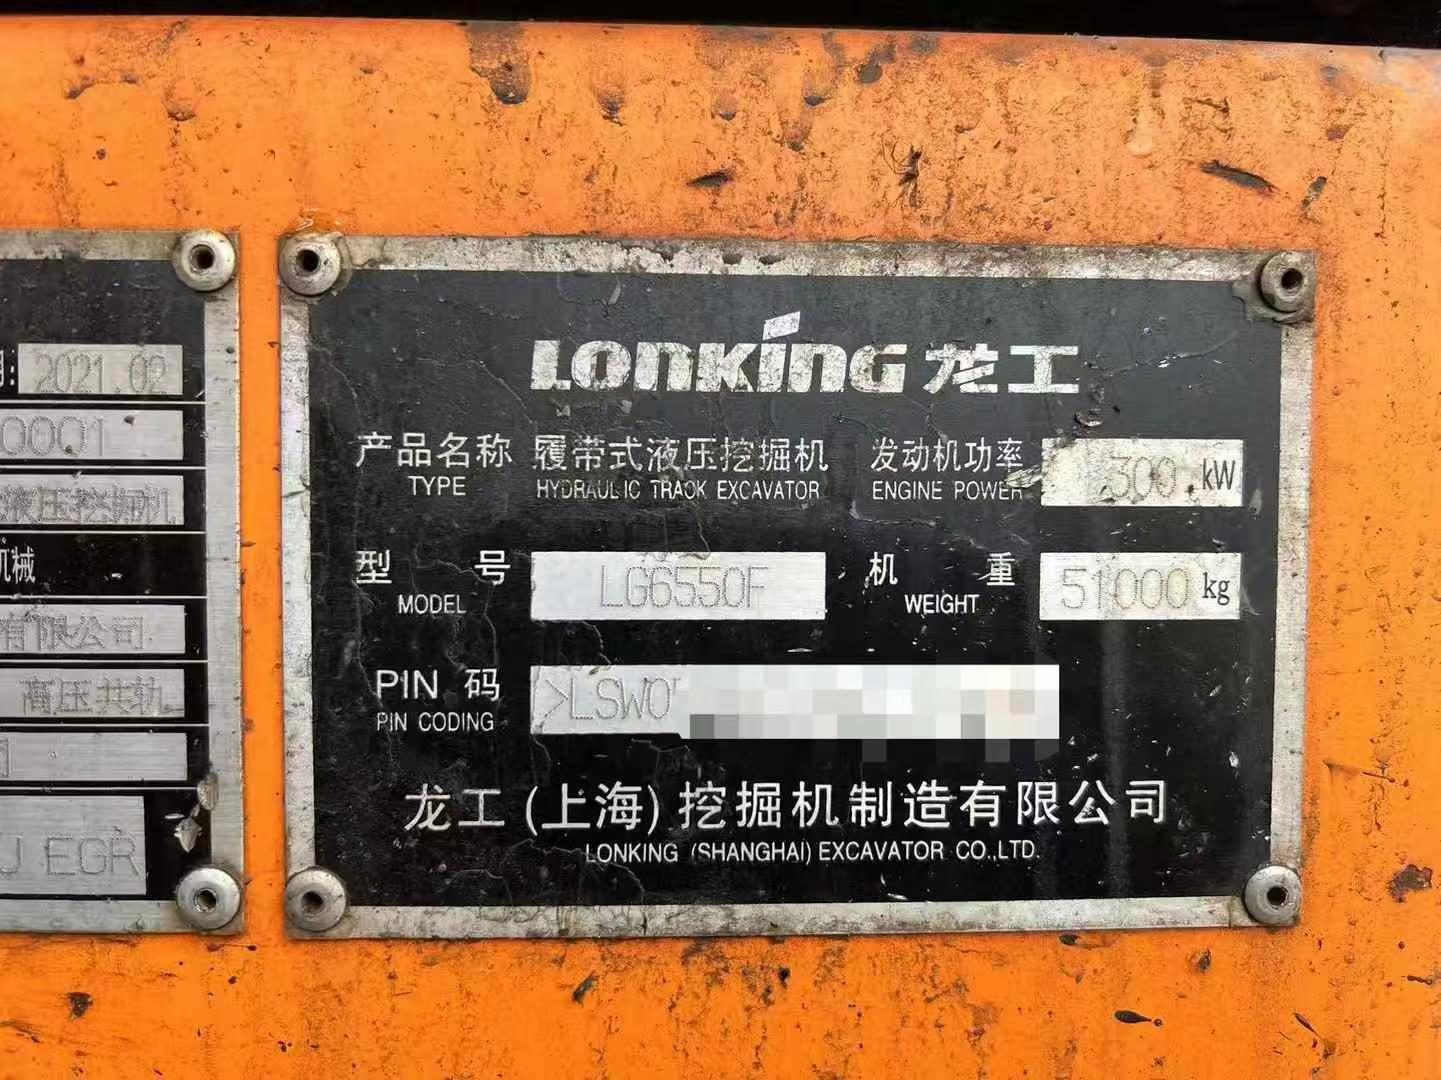 2021.02
0001
液压挖掘机
机械
有限公司
高压共轨
EGR
LONKING 龙工
产品名称 履带式液压挖掘机 发动机功率 300 kW
TYPE HYDRAULIC TRACK EXCAVATOR ENGINE POWER
型 号 LG6550F 机 重 51000 kg
MODEL WEIGHT
PIN 码 >LSW0
PIN CODING
龙工(上海)挖掘机制造有限公司
LONKING (SHANGHAI) EXCAVATOR CO.,LTD.